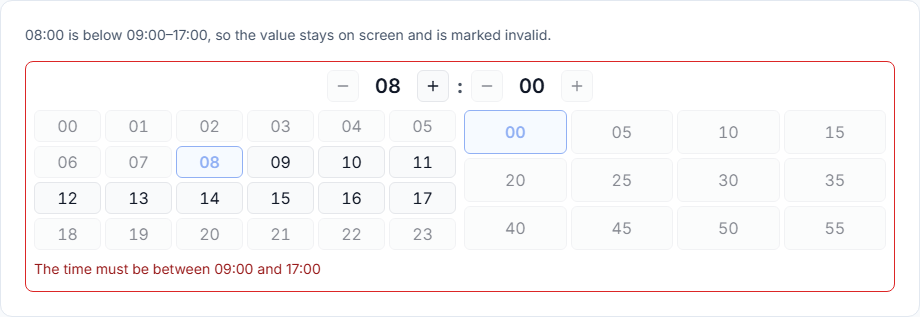 08:00 is below 09:00–17:00, so the value stays on screen and is marked invalid.
− 08 + : − 00 +
00 01 02 03 04 05
06 07 08 09 10 11
12 13 14 15 16 17
18 19 20 21 22 23
00 05 10 15
20 25 30 35
40 45 50 55
The time must be between 09:00 and 17:00